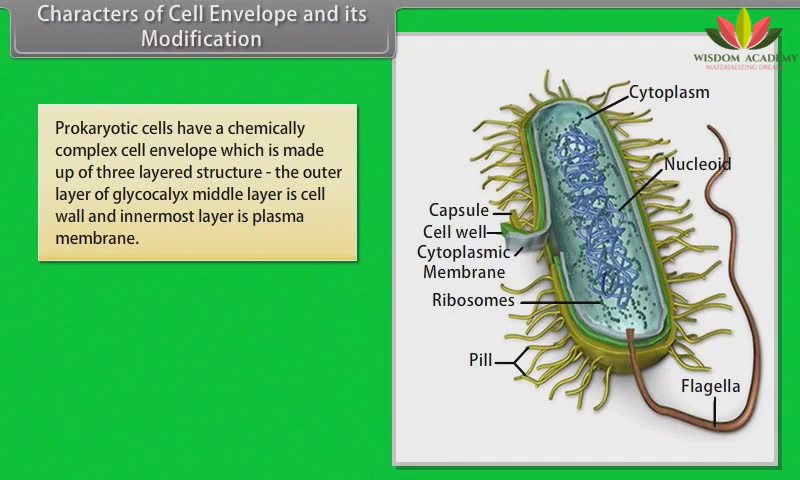 Characters of Cell Envelope and its
Modification
WISDOM ACADEMY
MATERIALIZING DREAM
Prokaryotic cells have a chemically
complex cell envelope which is made
up of three layered structure - the outer
layer of glycocalyx middle layer is cell
wall and innermost layer is plasma
membrane.
Cytoplasm
Nucleoid
Capsule
Cell well
Cytoplasmic
Membrane
Ribosomes
Pill
Flagella